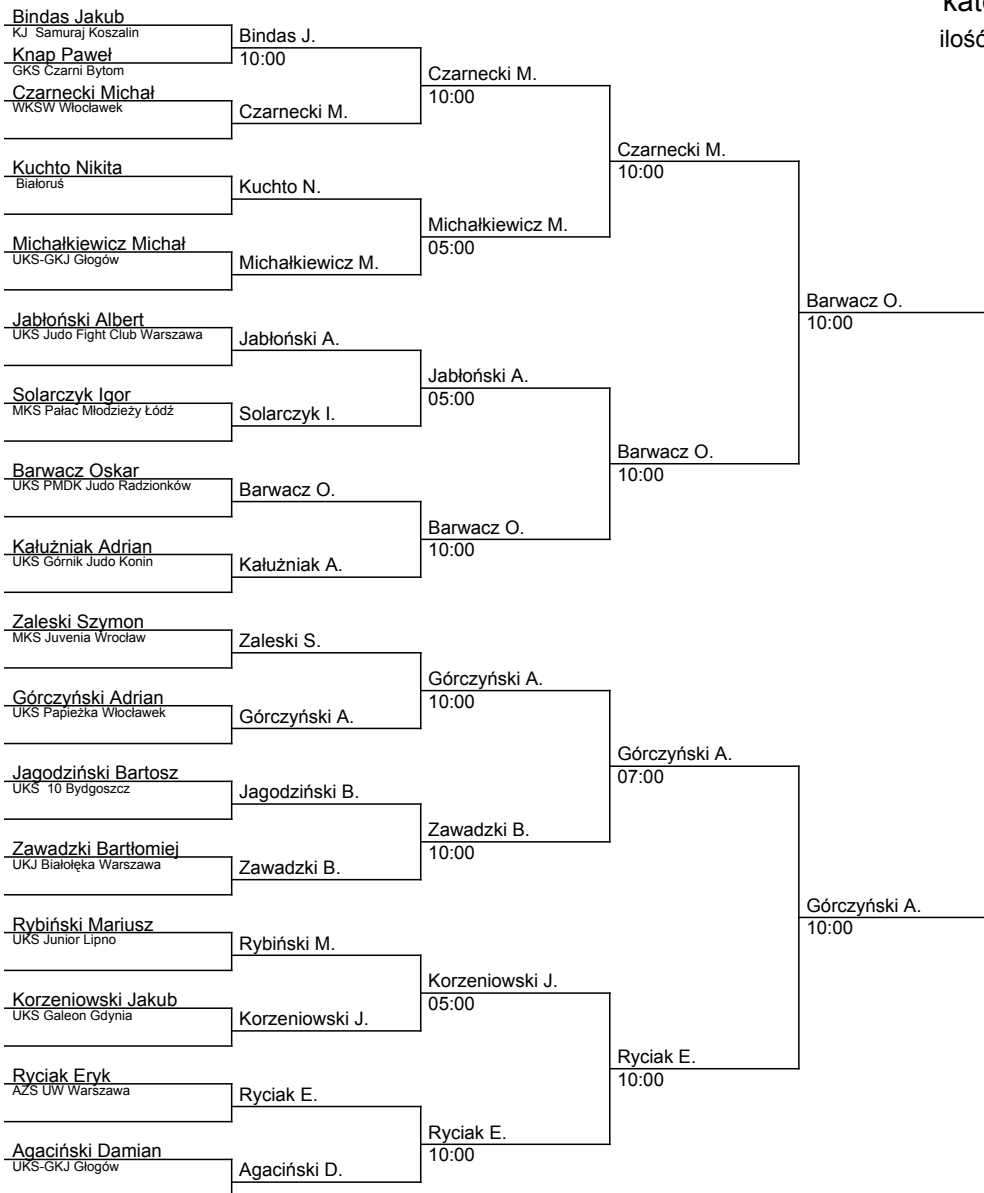 kate
ilość
Bindas Jakub
KJ  Samuraj Koszalin
Bindas J.
10:00
Knap Paweł
GKS Czarni Bytom
Czarnecki M.
10:00
Czarnecki Michał
WKSW Włocławek
Czarnecki M.
Czarnecki M.
10:00
Kuchto Nikita
Białoruś
Kuchto N.
Michałkiewicz M.
05:00
Michałkiewicz Michał
UKS-GKJ Głogów
Michałkiewicz M.
Barwacz O.
10:00
Jabłoński Albert
UKS Judo Fight Club Warszawa
Jabłoński A.
Jabłoński A.
05:00
Solarczyk Igor
MKS Pałac Młodzieży Łódź
Solarczyk I.
Barwacz O.
10:00
Barwacz Oskar
UKS PMDK Judo Radzionków
Barwacz O.
Barwacz O.
10:00
Kałużniak Adrian
UKS Górnik Judo Konin
Kałużniak A.
Zaleski Szymon
MKS Juvenia Wrocław
Zaleski S.
Górczyński A.
10:00
Górczyński Adrian
UKS Papieżka Włocławek
Górczyński A.
Górczyński A.
07:00
Jagodziński Bartosz
UKS  10 Bydgoszcz
Jagodziński B.
Zawadzki B.
10:00
Zawadzki Bartłomiej
UKJ Białołęka Warszawa
Zawadzki B.
Górczyński A.
10:00
Rybiński Mariusz
UKS Junior Lipno
Rybiński M.
Korzeniowski J.
05:00
Korzeniowski Jakub
UKS Galeon Gdynia
Korzeniowski J.
Ryciak E.
10:00
Ryciak Eryk
AZS UW Warszawa
Ryciak E.
Ryciak E.
10:00
Agaciński Damian
UKS-GKJ Głogów
Agaciński D.